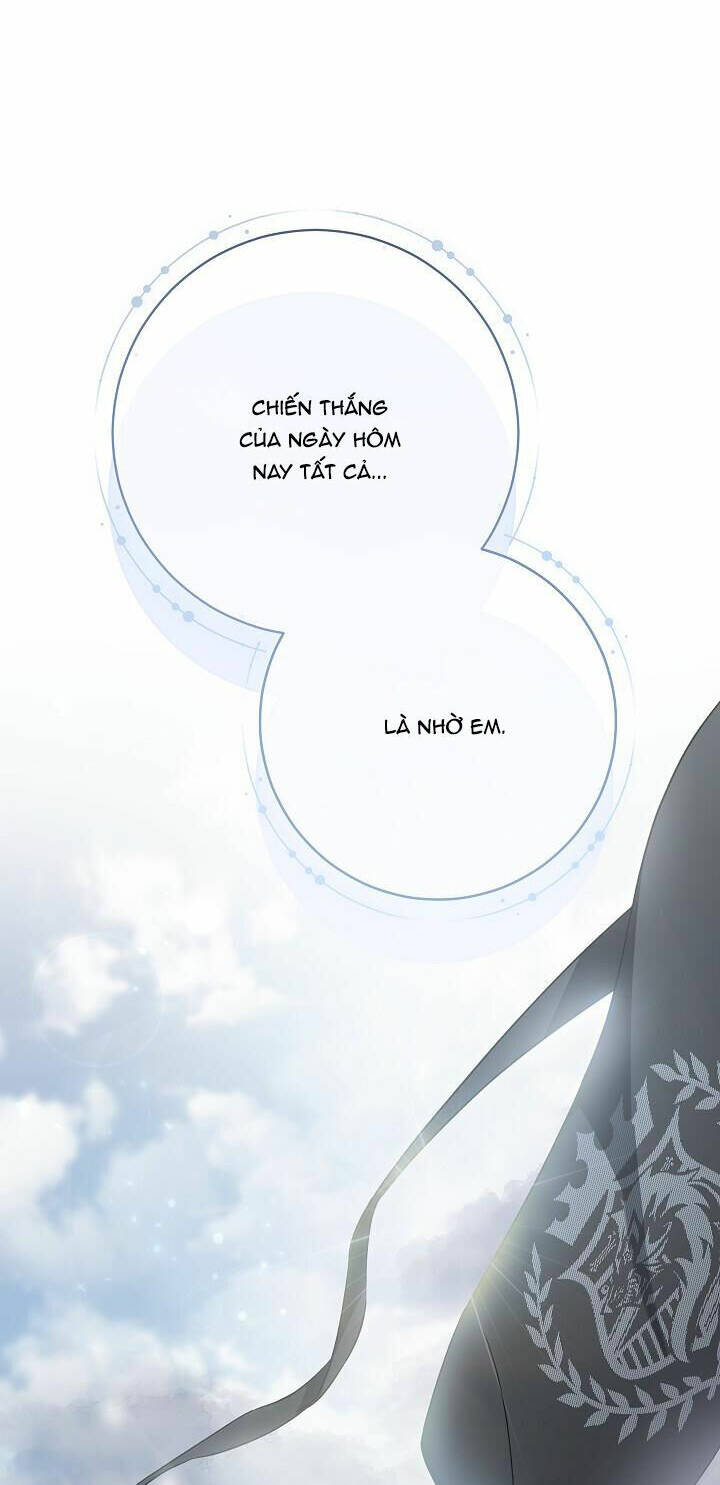 CHIẾN THẮNG
CỦA NGÀY HÔM
NAY TẤT CẢ...
LÀ NHỜ EM.